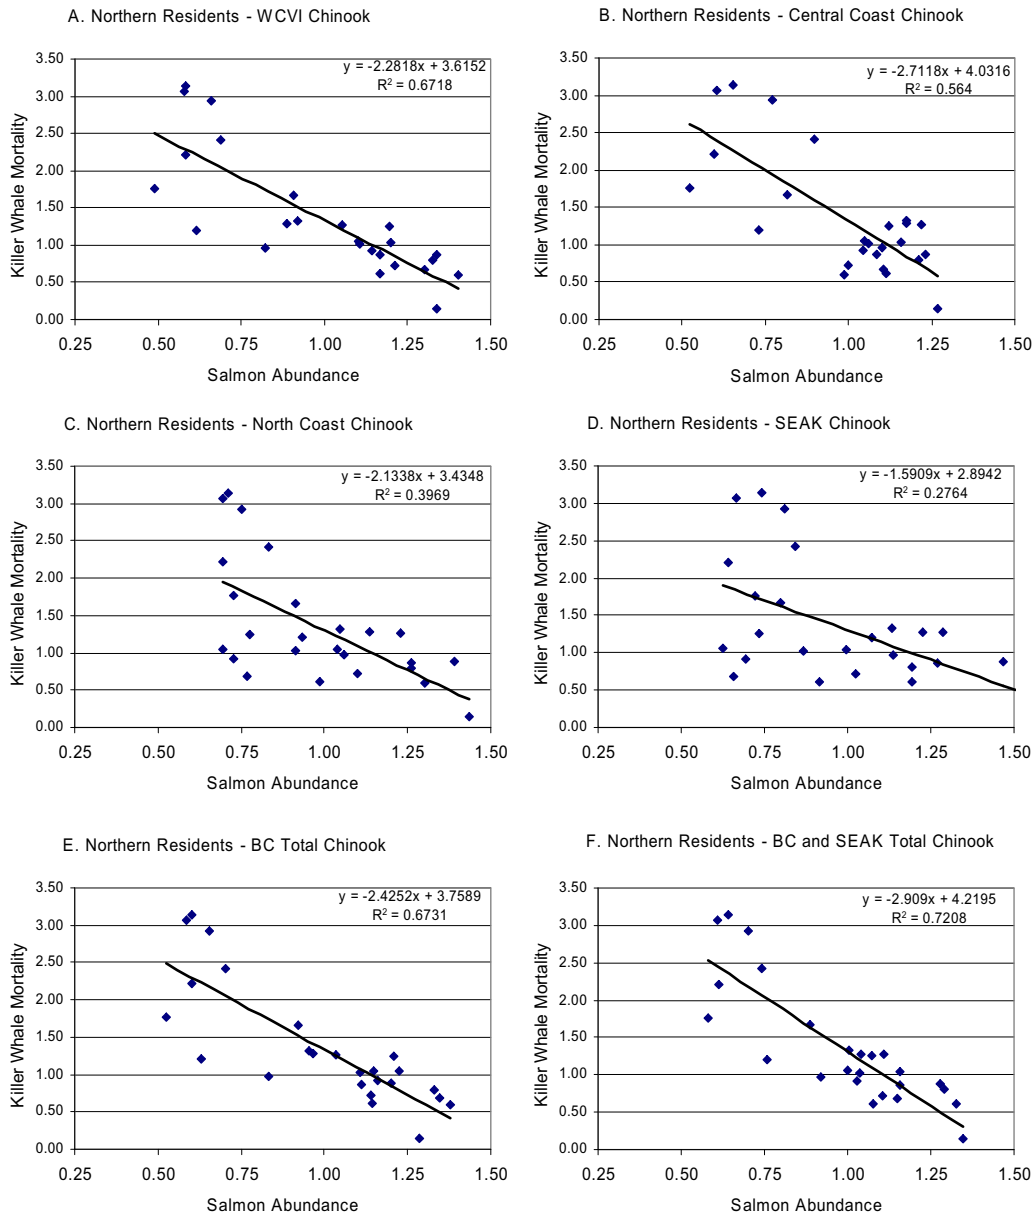 A. Northern Residents - WCVI Chinook
3.50
3.00
2.50
2.00
1.50
1.00
0.50
0.00
0.25 0.50 0.75 1.00 1.25 1.50
Salmon Abundance
Killer Whale Mortality
y = -2.2818x + 3.6152
R² = 0.6718
B. Northern Residents - Central Coast Chinook
3.50
3.00
2.50
2.00
1.50
1.00
0.50
0.00
0.25 0.50 0.75 1.00 1.25 1.50
Salmon Abundance
Killer Whale Mortality
y = -2.7118x + 4.0316
R² = 0.564
C. Northern Residents - North Coast Chinook
3.50
3.00
2.50
2.00
1.50
1.00
0.50
0.00
0.25 0.50 0.75 1.00 1.25 1.50
Salmon Abundance
Killer Whale Mortality
y = -2.1338x + 3.4348
R² = 0.3969
D. Northern Residents - SEAK Chinook
3.50
3.00
2.50
2.00
1.50
1.00
0.50
0.00
0.25 0.50 0.75 1.00 1.25 1.50
Salmon Abundance
Killer Whale Mortality
y = -1.5909x + 2.8942
R² = 0.2764
E. Northern Residents - BC Total Chinook
3.50
3.00
2.50
2.00
1.50
1.00
0.50
0.00
0.25 0.50 0.75 1.00 1.25 1.50
Salmon Abundance
Killer Whale Mortality
y = -2.4252x + 3.7589
R² = 0.6731
F. Northern Residents - BC and SEAK Total Chinook
3.50
3.00
2.50
2.00
1.50
1.00
0.50
0.00
0.25 0.50 0.75 1.00 1.25 1.50
Salmon Abundance
Killer Whale Mortality
y = -2.909x + 4.2195
R² = 0.7208